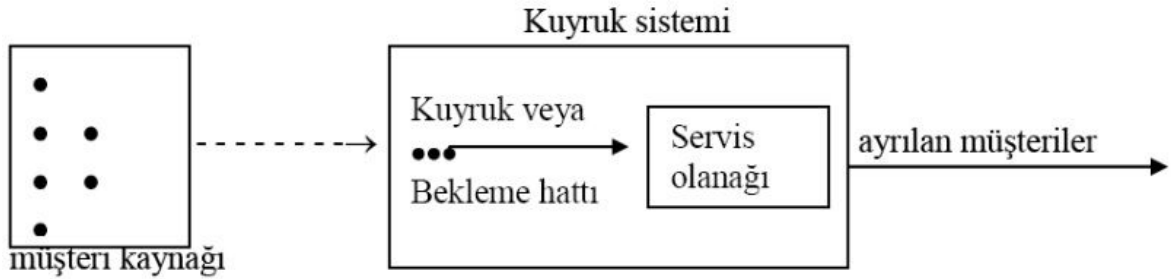 Kuyruk sistemi
Kuyruk veya
Bekleme hattı
Servis
olanağı
ayrılan müşteriler
müşteri kaynağı